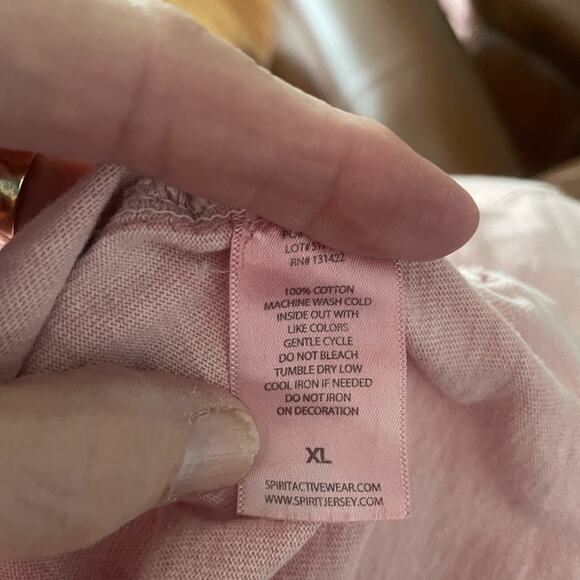 LOT#
RN# 131422
100% COTTON
MACHINE WASH COLD
INSIDE OUT WITH
LIKE COLORS
GENTLE CYCLE
DO NOT BLEACH
TUMBLE DRY LOW
COOL IRON IF NEEDED
DO NOT IRON
ON DECORATION
XL
SPIRITACTIVEWEAR.COM
WWW.SPIRITJERSEY.COM